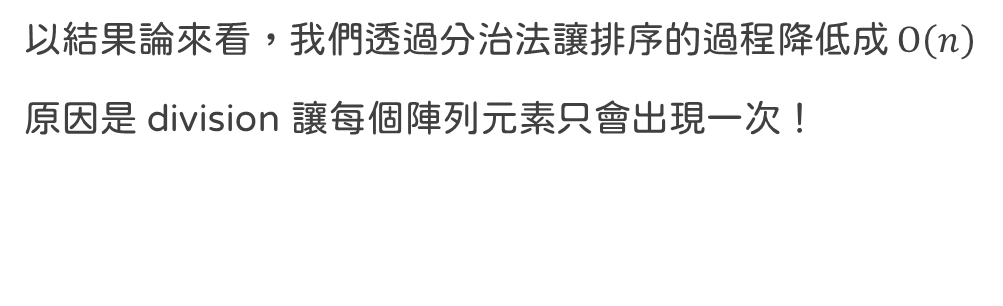 以結果論來看，我們透過分治法讓排序的過程降低成 O(n)
原因是 division 讓每個陣列元素只會出現一次！